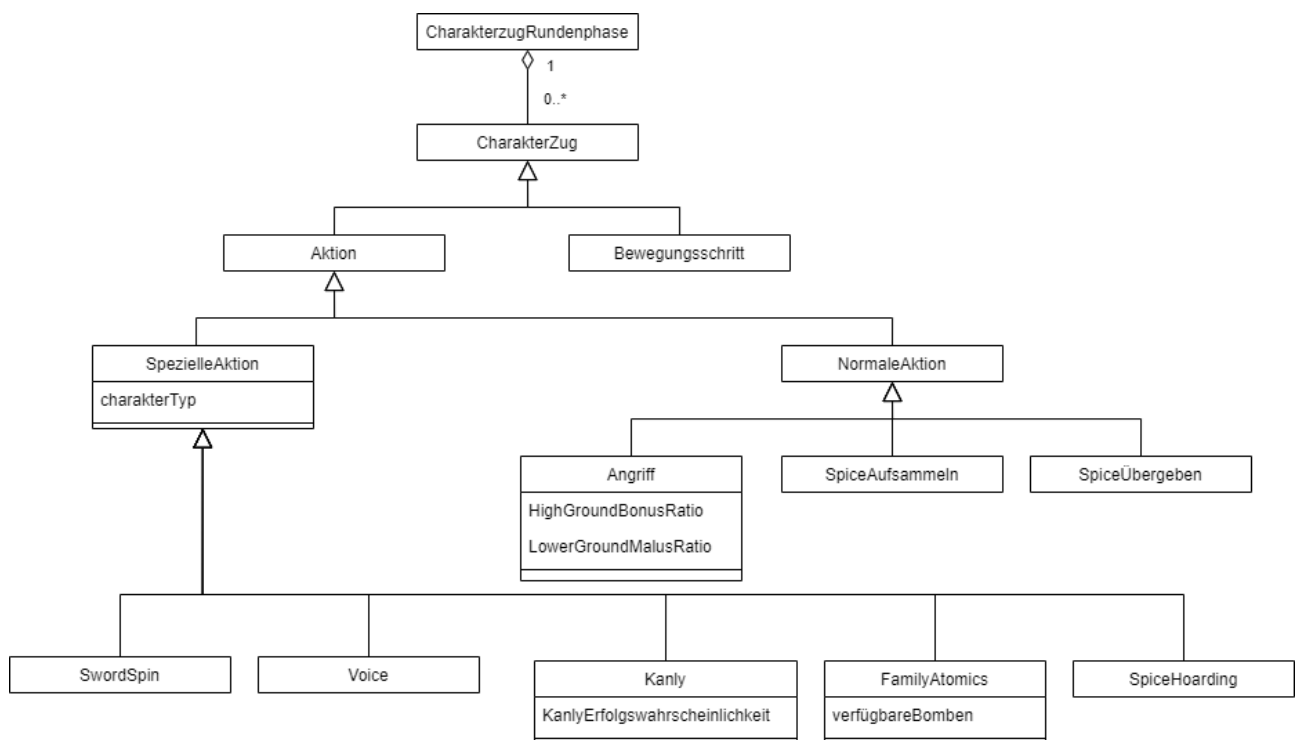 CharakterzugRundenphase
1
0..*
CharakterZug
Aktion
Bewegungsschritt
SpezielleAktion
charakterTyp
NormaleAktion
Angriff
HighGroundBonusRatio
LowerGroundMalusRatio
SpiceAufsammeln
SpiceÜbergeben
SwordSpin
Voice
Kanly
KanlyErfolgswahrscheinlichkeit
FamilyAtomics
verfügbareBomben
SpiceHoarding